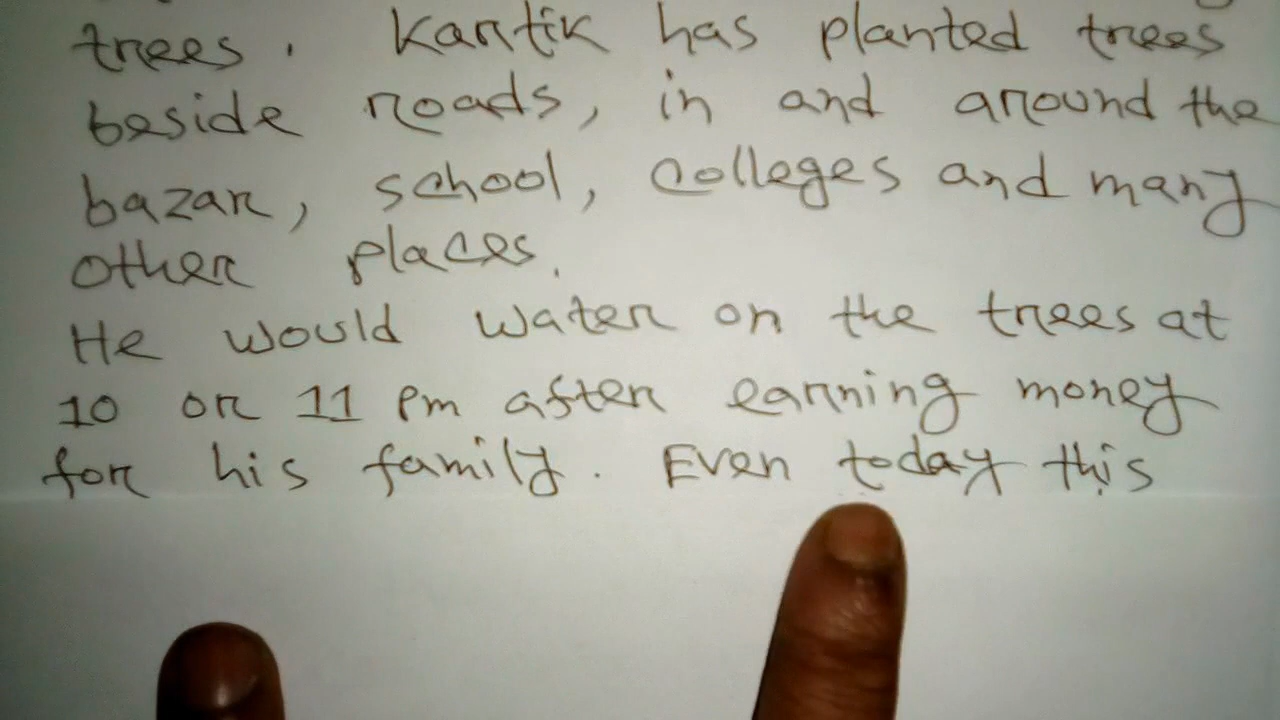 trees. Kartik has planted trees
beside roads, in and around the
bazar, school, colleges and many
other places.
He would water on the trees at
10 or 11 pm after earning money
for his family. Even today this